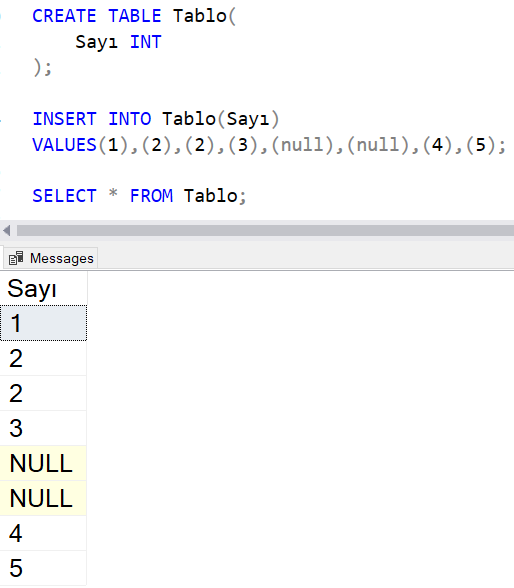 CREATE TABLE Tablo(
Sayı INT
);
INSERT INTO Tablo(Sayı)
VALUES(1),(2),(2),(3),(null),(null),(4),(5);
SELECT * FROM Tablo;
Messages
Sayı
1
2
2
3
NULL
NULL
4
5